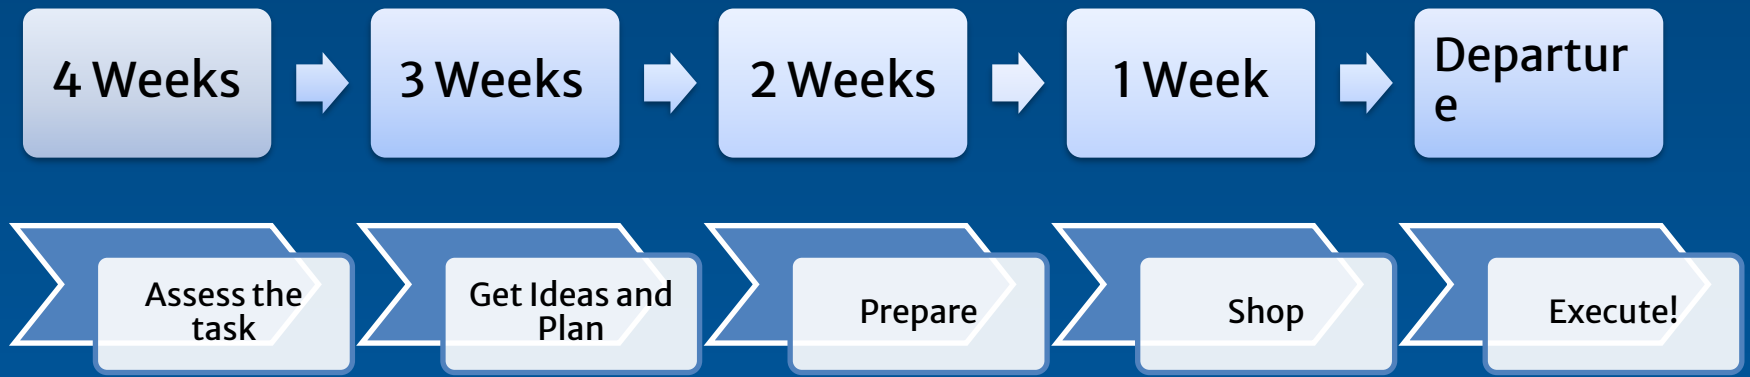 4 Weeks
3 Weeks
2 Weeks
1 Week
Departur
e
Assess the
task
Get Ideas and
Plan
Prepare
Shop
Execute!